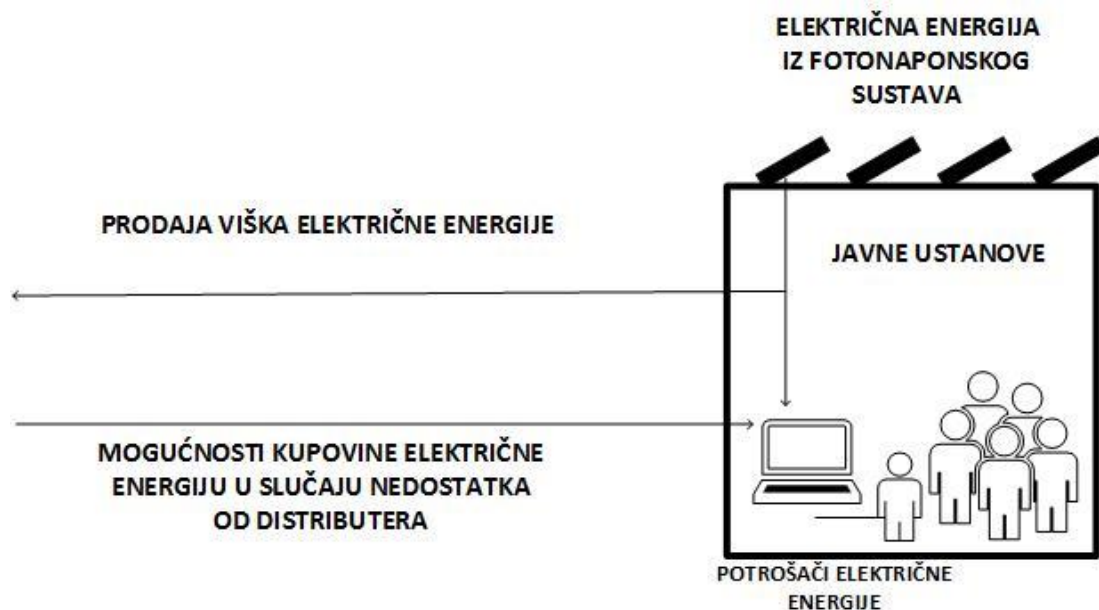 ELEKTRIČNA ENERGIJA
IZ FOTONAPONSKOG
SUSTAVA
PRODAJA VIŠKA ELEKTRIČNE ENERGIJE
JAVNE USTANOVE
MOGUĆNOSTI KUPOVINE ELEKTRIČNE
ENERGIJU U SLUČAJU NEDOSTATKA
OD DISTRIBUTERA
POTROŠAČI ELEKTRIČNE
ENERGIJE